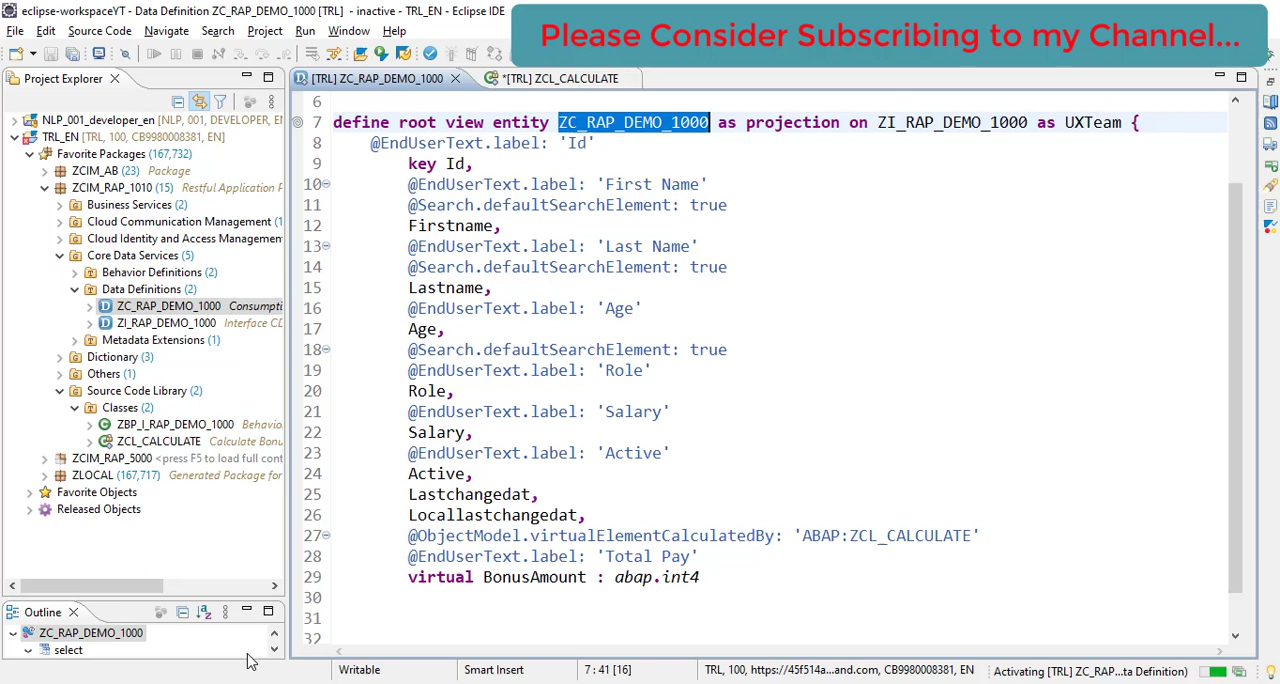 eclipse-workspaceYT - Data Definition ZC_RAP_DEMO_1000 [TRL] - inactive - TRL_EN - Eclipse IDE
Please Consider Subscribing to my Channel...
File Edit Source Code Navigate Search Project Run Window Help
Project Explorer
[TRL] ZC_RAP_DEMO_1000
*[TRL] ZCL_CALCULATE
NLP_001_developer_en [NLP, 001, DEVELOPER, E
TRL_EN [TRL, 100, CB9980008381, EN]
Favorite Packages (167,732)
ZCIM_AB (23) Package
ZCIM_RAP_1010 (15) Restful Application P
Business Services (2)
Cloud Communication Management (1
Cloud Identity and Access Managemen
Core Data Services (5)
Behavior Definitions (2)
Data Definitions (2)
ZC_RAP_DEMO_1000 Consumpti
ZI_RAP_DEMO_1000 Interface CD
Metadata Extensions (1)
Dictionary (3)
Others (1)
Source Code Library (2)
Classes (2)
ZBP_I_RAP_DEMO_1000 Behavio
ZCL_CALCULATE Calculate Bonu
ZCIM_RAP_5000 <press F5 to load full cont
ZLOCAL (167,717) Generated Package for
Favorite Objects
Released Objects
6
7 define root view entity ZC_RAP_DEMO_1000 as projection on ZI_RAP_DEMO_1000 as UXTeam {
8 @EndUserText.label: 'Id'
9 key Id,
10 @EndUserText.label: 'First Name'
11 @Search.defaultSearchElement: true
12 Firstname,
13 @EndUserText.label: 'Last Name'
14 @Search.defaultSearchElement: true
15 Lastname,
16 @EndUserText.label: 'Age'
17 Age,
18 @Search.defaultSearchElement: true
19 @EndUserText.label: 'Role'
20 Role,
21 @EndUserText.label: 'Salary'
22 Salary,
23 @EndUserText.label: 'Active'
24 Active,
25 Lastchangedat,
26 Locallastchangedat,
27 @ObjectModel.virtualElementCalculatedBy: 'ABAP:ZCL_CALCULATE'
28 @EndUserText.label: 'Total Pay'
29 virtual BonusAmount : abap.int4
30
31
32
Outline
ZC_RAP_DEMO_1000
select
Writable
Smart Insert
7 : 41 [16]
TRL, 100, https://45f514a...and.com, CB9980008381, EN
Activating [TRL] ZC_RAP...ta Definition)